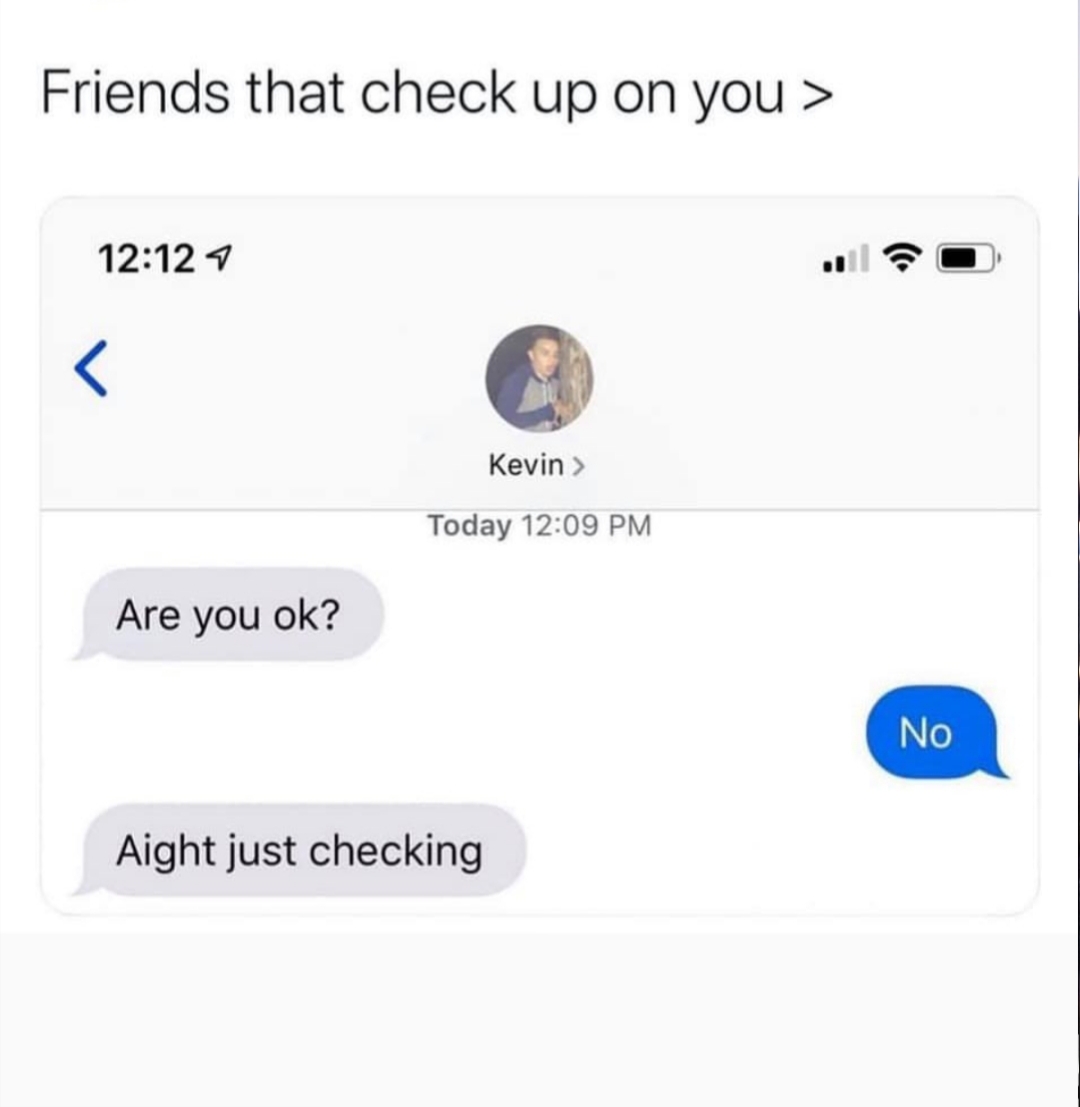 Friends that check up on you >
12:12
Kevin >
Today 12:09 PM
Are you ok?
No
Aight just checking